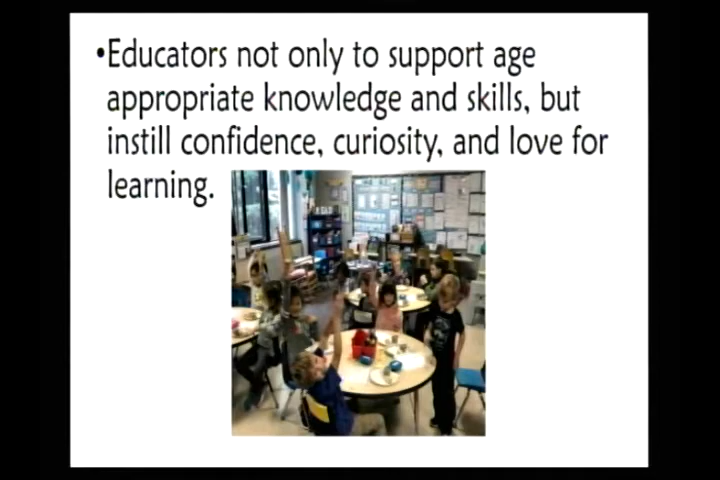 •Educators not only to support age
appropriate knowledge and skills, but
instill confidence, curiosity, and love for
learning.